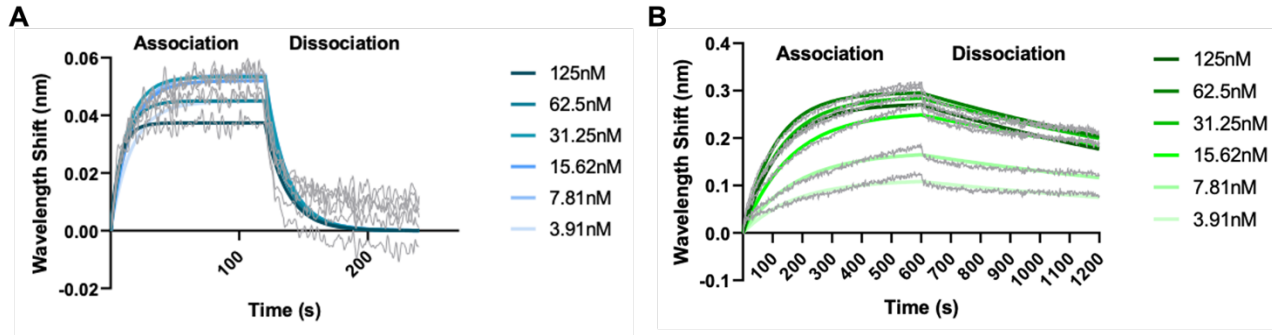 A
Association Dissociation
Wavelength Shift (nm)
0.06
0.04
0.02
0.00
-0.02
100
200
Time (s)
125nM
62.5nM
31.25nM
15.62nM
7.81nM
3.91nM
B
Association Dissociation
Wavelength Shift (nm)
0.4
0.3
0.2
0.1
0.0
-0.1
100 200 300 400 500 600 700 800 900 1000 1100 1200
Time (s)
125nM
62.5nM
31.25nM
15.62nM
7.81nM
3.91nM